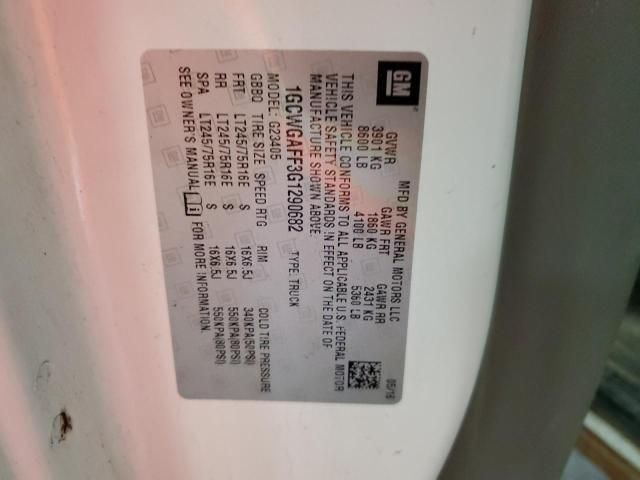 GM
MFD BY GENERAL MOTORS LLC 05/16
GVWR GAWR FRT GAWR RR
3901 KG 1860 KG 2431 KG
8600 LB 4100 LB 5360 LB
THIS VEHICLE CONFORMS TO ALL APPLICABLE U.S. FEDERAL MOTOR
VEHICLE SAFETY STANDARDS IN EFFECT ON THE DATE OF
MANUFACTURE SHOWN ABOVE.
1GCWGAFF3G1290682 TYPE: TRUCK
MODEL: G23405
GBBQ TIRE SIZE SPEED RTG RIM COLD TIRE PRESSURE
FRT LT245/75R16E S 16X6.5J 340KPA(50PSI)
RR LT245/75R16E S 16X6.5J 550KPA(80PSI)
SPA LT245/75R16E S 16X6.5J 550KPA(80PSI)
SEE OWNER'S MANUAL FOR MORE INFORMATION.